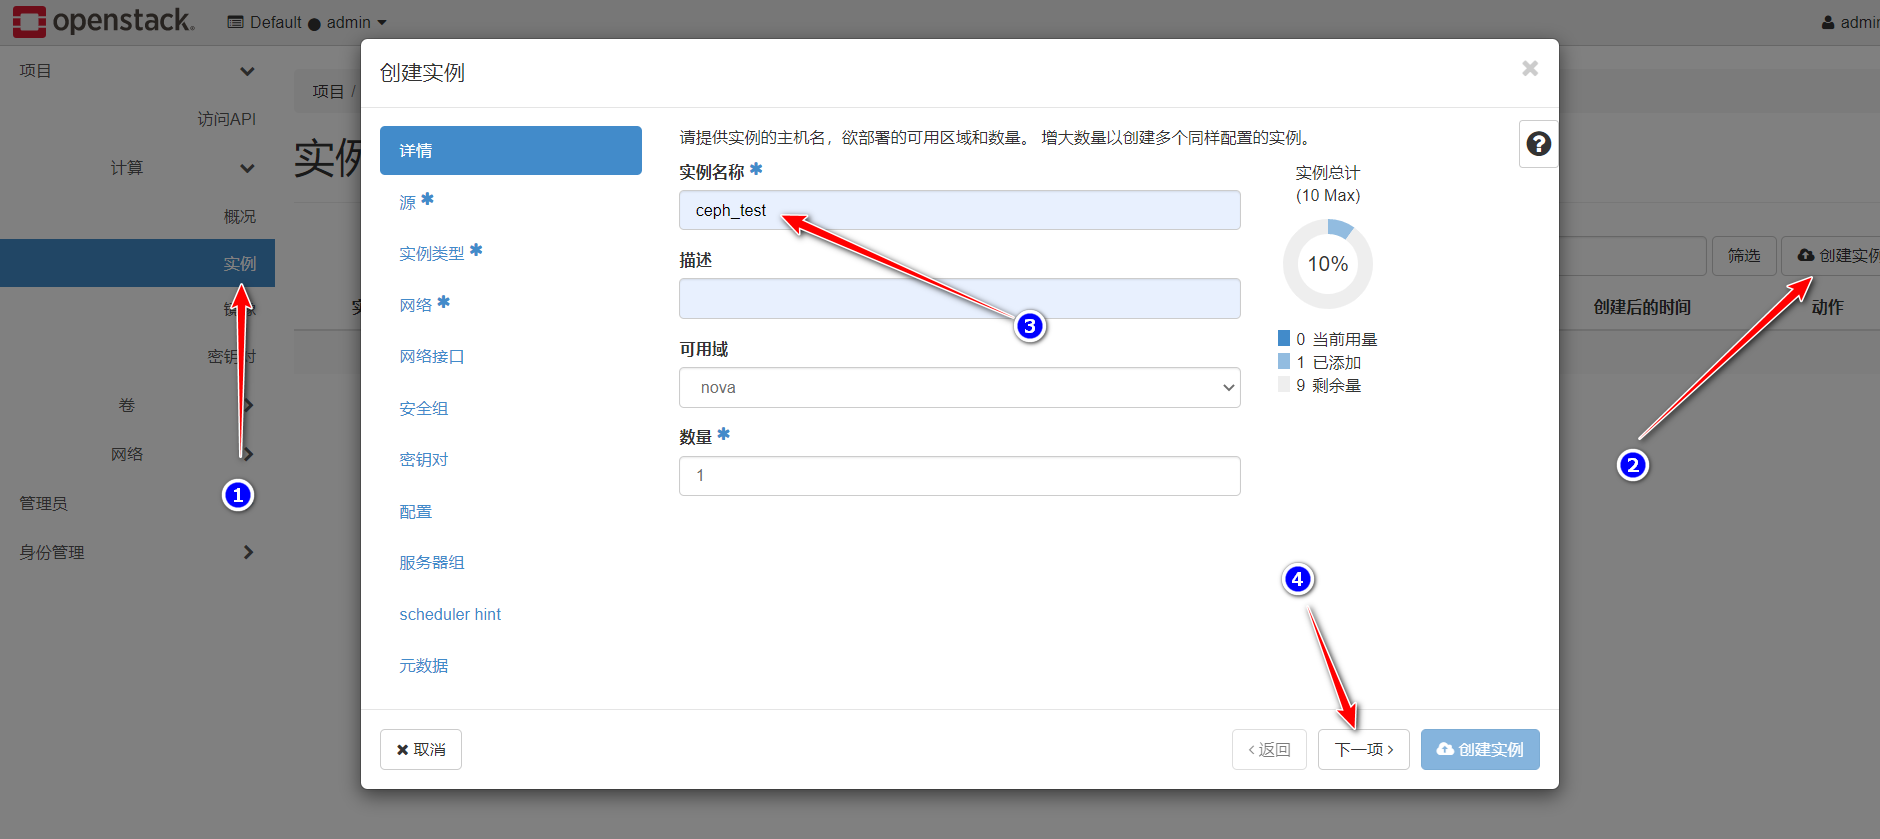 openstack.
Default ● admin
项目
访问API
计算
概况
实例
密钥对
卷
网络
管理员
身份管理
项目 /
筛选
创建实例
创建后的时间
动作
创建实例
详情
源 *
实例类型 *
网络 *
网络接口
安全组
密钥对
配置
服务器组
scheduler hint
元数据
请提供实例的主机名，欲部署的可用区域和数量。 增大数量以创建多个同样配置的实例。
实例名称 *
ceph_test
描述
可用域
nova
数量 *
1
实例总计
(10 Max)
10%
0 当前用量
1 已添加
9 剩余量
?
1
2
3
4
取消
返回
下一项
创建实例